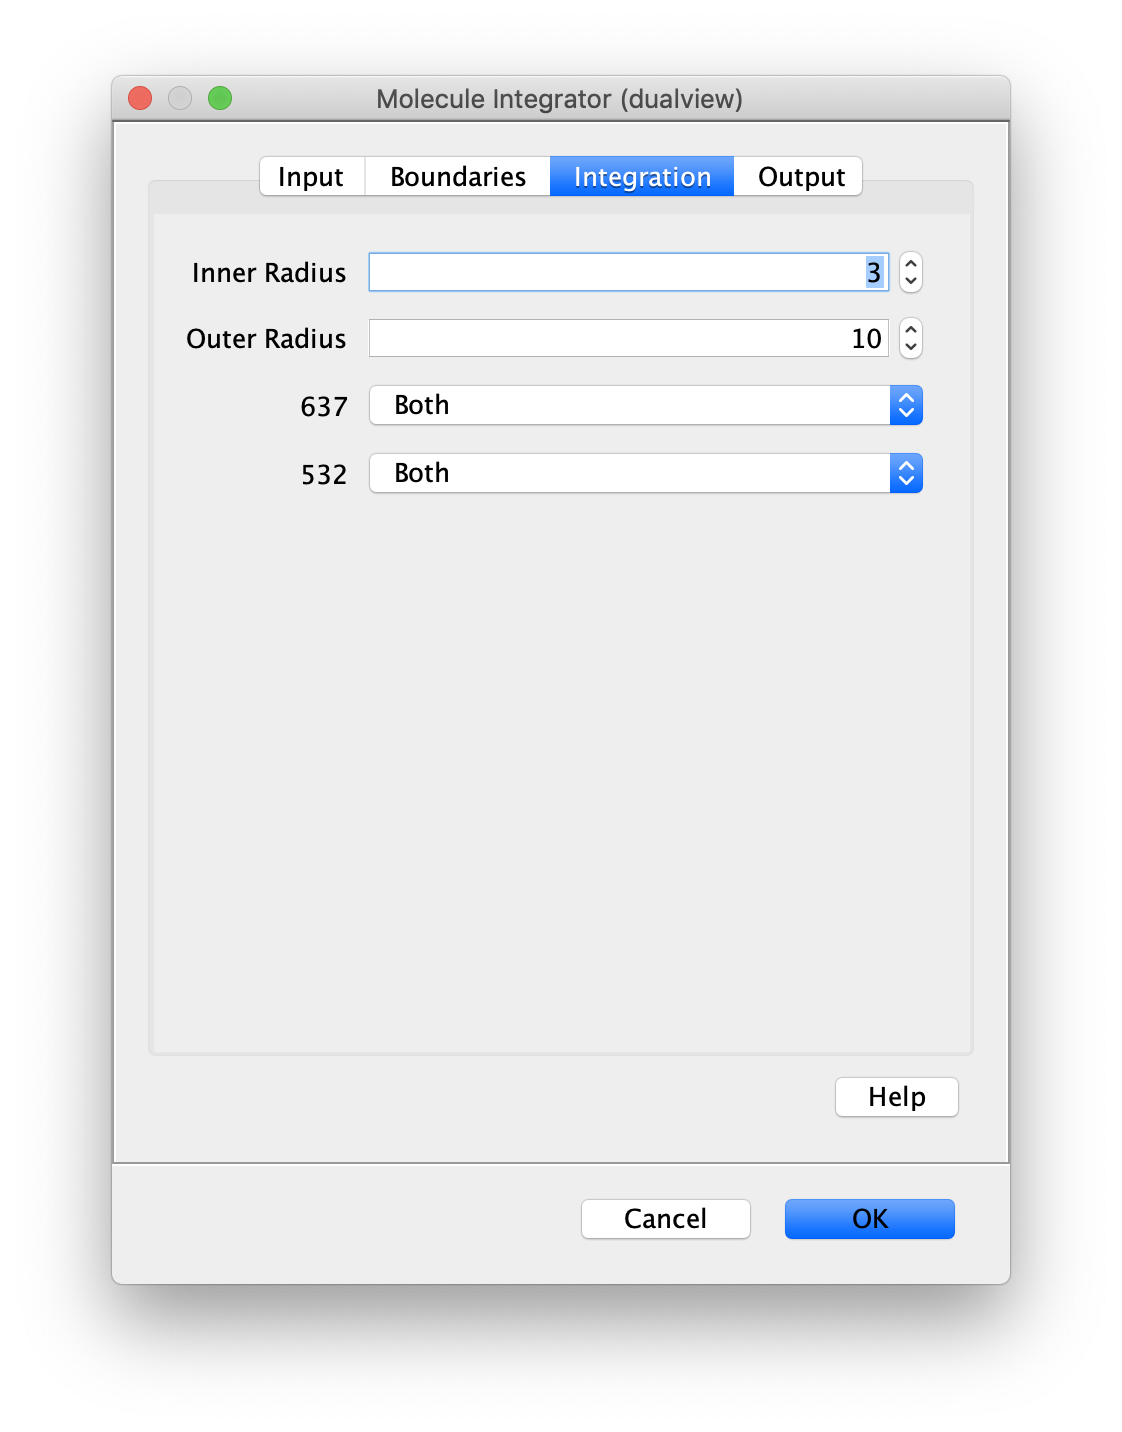 Molecule Integrator (dualview)
Input Boundaries Integration Output
Inner Radius 3
Outer Radius 10
637 Both
532 Both
Help
Cancel OK